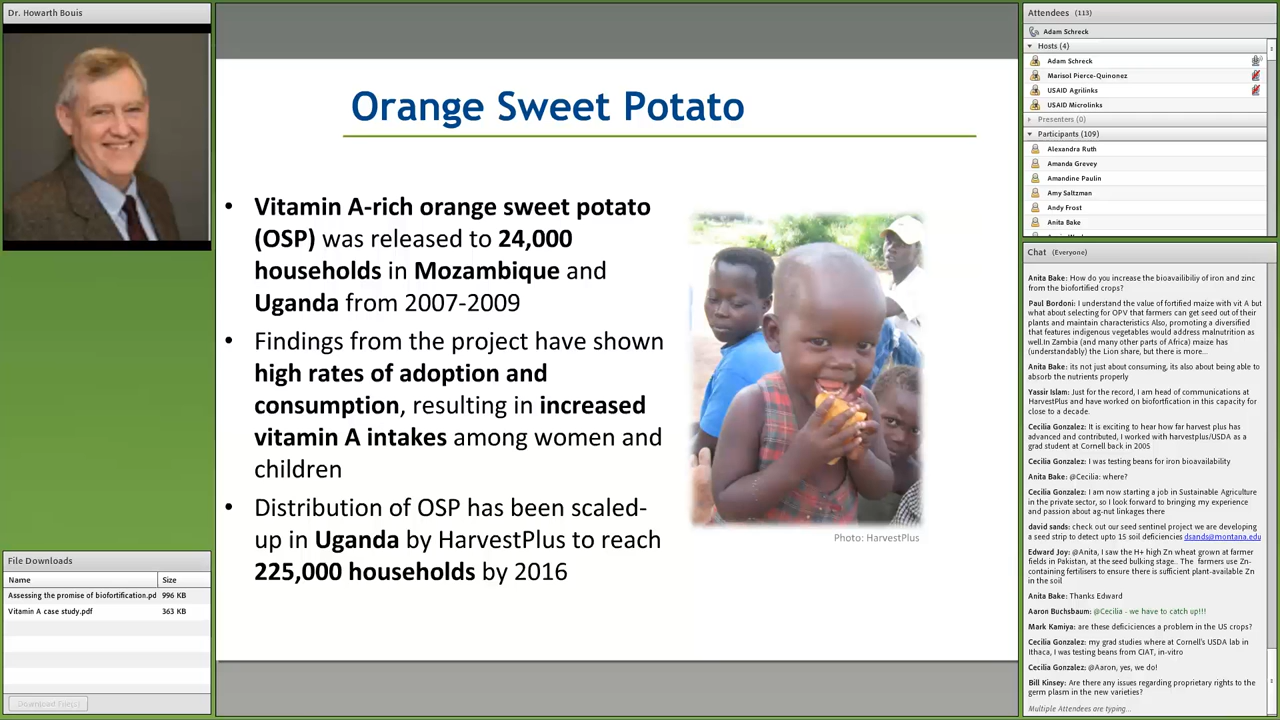 Dr. Howarth Bouis
Orange Sweet Potato
• Vitamin A-rich orange sweet potato
(OSP) was released to 24,000
households in Mozambique and
Uganda from 2007-2009
• Findings from the project have shown
high rates of adoption and
consumption, resulting in increased
vitamin A intakes among women and
children
• Distribution of OSP has been scaled-
up in Uganda by HarvestPlus to reach
225,000 households by 2016
Photo: HarvestPlus
File Downloads
Name Size
Assessing the promise of biofortification.pd 996 KB
Vitamin A case study.pdf 363 KB
Download File(s)
Attendees (113)
Adam Schreck
Hosts (4)
Adam Schreck
Marisol Pierce-Quinonez
USAID Agrilinks
USAID Microlinks
Presenters (0)
Participants (109)
Alexandra Ruth
Amanda Grevey
Amandine Paulin
Amy Saltzman
Andy Frost
Anita Bake
Chat (Everyone)
Anita Bake: How do you increase the bioavailibiliy of iron and zinc
from the biofortified crops?
Paul Bordoni: I understand the value of fortified maize with vit A but
what about selecting for OPV that farmers can get seed out of their
plants and maintain characteristics Also, promoting a diversified
that features indigenous vegetables would address malnutrition as
well.In Zambia (and many other parts of Africa) maize has
(understandably) the Lion share, but there is more...
Anita Bake: its not just about consuming, its also about being able to
absorb the nutrients properly
Yassir Islam: Just for the record, I am head of communications at
HarvestPlus and have worked on biofortfication in this capacity for
close to a decade.
Cecilia Gonzalez: It is exciting to hear how far harvest plus has
advanced and contributed, I worked with harvestplus/USDA as a
grad student at Cornell back in 2005
Cecilia Gonzalez: I was testing beans for iron bioavailability
Anita Bake: @Cecilia: where?
Cecilia Gonzalez: I am now starting a job in Sustainable Agriculture
in the private sector, so I look forward to bringing my experience
and passion about ag-nut linkages there
david sands: check out our seed sentinel project we are developing
a seed strip to detect upto 15 soil deficiencies dsands@montana.edu
Edward Joy: @Anita, I saw the H+ high Zn wheat grown at farmer
fields in Pakistan, at the seed bulking stage.. The farmers use Zn-
containing fertilisers to ensure there is sufficient plant-available Zn
in the soil
Anita Bake: Thanks Edward
Aaron Buchsbaum: @Cecilia - we have to catch up!!!
Mark Kamiya: are these deficiciences a problem in the US crops?
Cecilia Gonzalez: my grad studies where at Cornell's USDA lab in
Ithaca, I was testing beans from CIAT, in-vitro
Cecilia Gonzalez: @Aaron, yes, we do!
Bill Kinsey: Are there any issues regarding proprietary rights to the
germ plasm in the new varieties?
Multiple Attendees are typing...